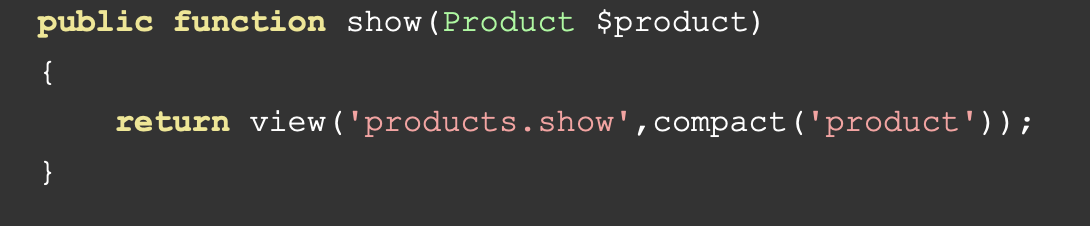 public function show(Product $product)
{
    return view('products.show',compact('product'));
}